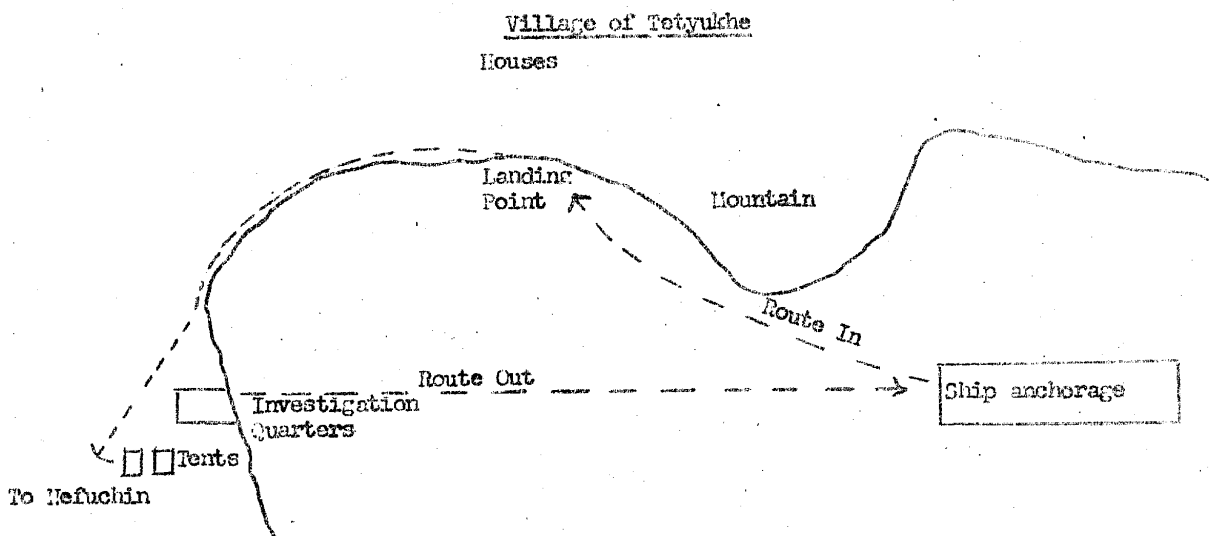 Village of Tetyukhe
Houses
Landing
Point
Mountain
Route In
Route Out
Ship anchorage
Investigation
Quarters
Tents
To Nefuchin